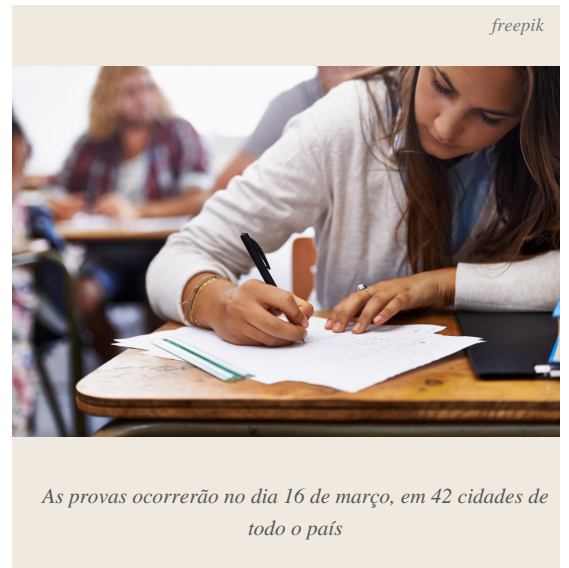 freepik
As provas ocorrerão no dia 16 de março, em 42 cidades de
todo o país